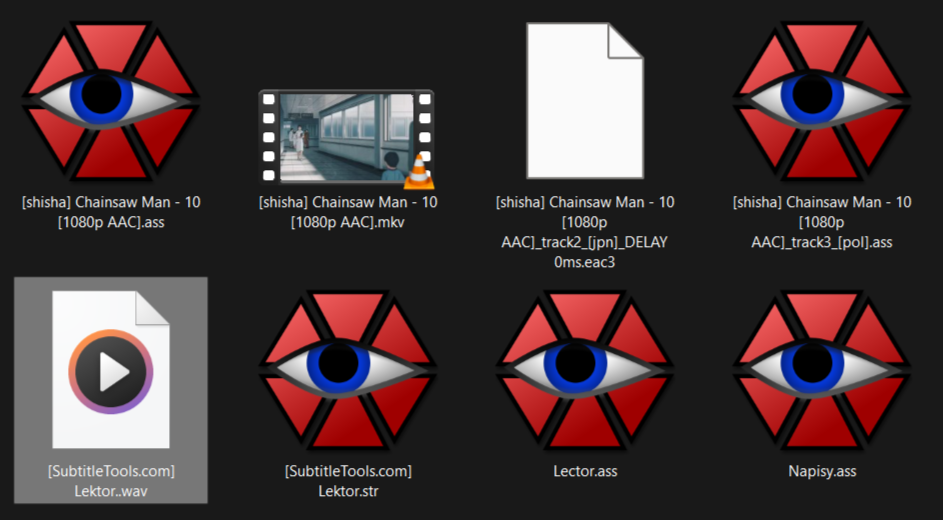 [shisha] Chainsaw Man - 10
[1080p AAC].ass
[shisha] Chainsaw Man - 10
[1080p AAC].mkv
[shisha] Chainsaw Man - 10
[1080p
AAC]_track2_[jpn]_DELAY
0ms.eac3
[shisha] Chainsaw Man - 10
[1080p
AAC]_track3_[pol].ass
[SubtitleTools.com]
Lektor..wav
[SubtitleTools.com]
Lektor.str
Lector.ass
Napisy.ass